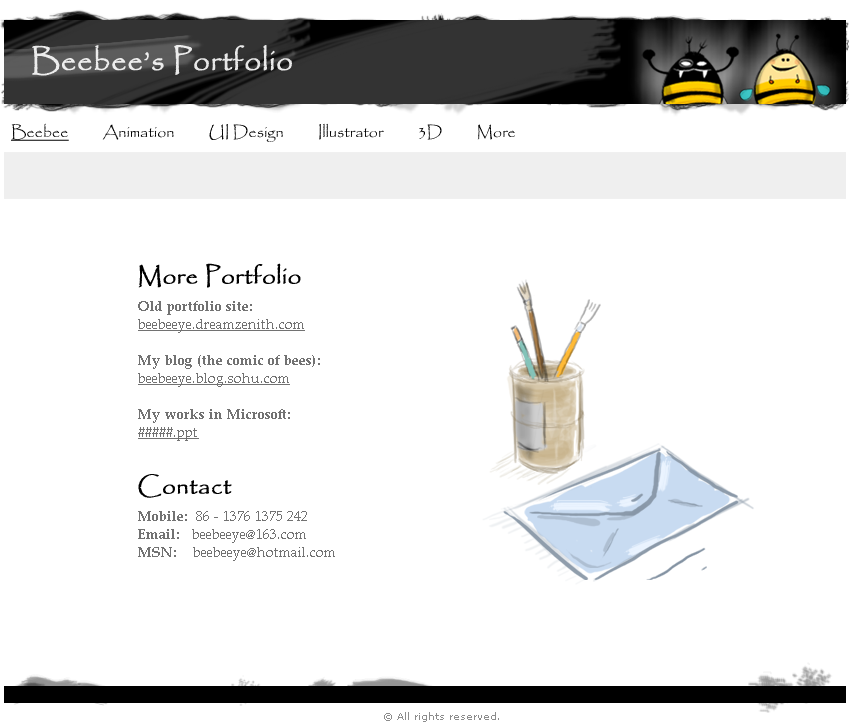 Beebee's Portfolio
Beebee Animation UI Design Illustrator 3D More
More Portfolio
Old portfolio site:
beebeeye.dreamzenith.com
My blog (the comic of bees):
beebeeye.blog.sohu.com
My works in Microsoft:
#####.ppt
Contact
Mobile: 86 - 1376 1375 242
Email: beebeeye@163.com
MSN: beebeeye@hotmail.com
© All rights reserved.